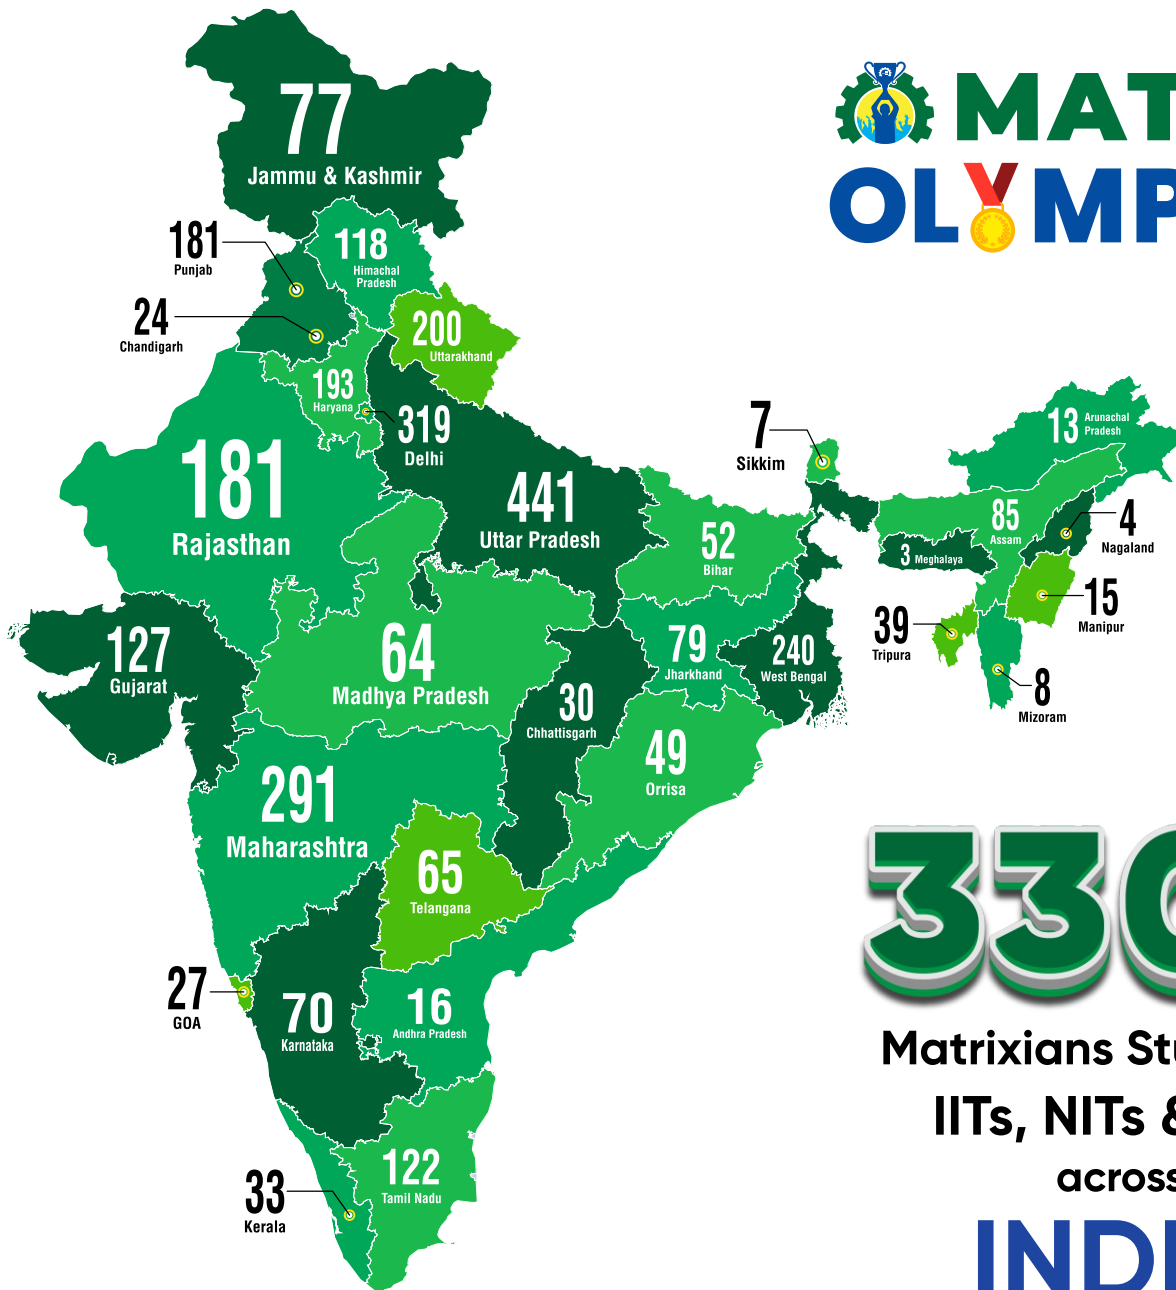 77
Jammu & Kashmir
MAT
OLYMP
181
Punjab
118
Himachal
Pradesh
24
Chandigarh
200
Uttarakhand
193
Haryana
319
Delhi
181
Rajasthan
441
Uttar Pradesh
7
Sikkim
13
Arunachal
Pradesh
52
Bihar
85
Assam
4
Nagaland
3 Meghalaya
15
Manipur
39
Tripura
8
Mizoram
127
Gujarat
64
Madhya Pradesh
79
Jharkhand
240
West Bengal
30
Chhattisgarh
49
Orrisa
291
Maharashtra
65
Telangana
27
GOA
70
Karnataka
16
Andhra Pradesh
122
Tamil Nadu
33
Kerala
330
Matrixians Stu
IITs, NITs &
across
INDI